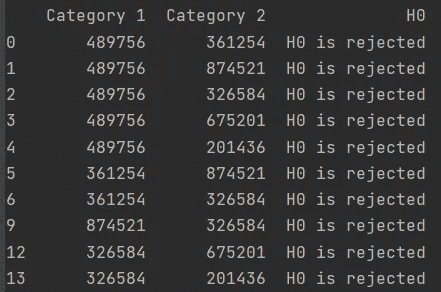 Category 1 Category 2 H0
0 489756 361254 H0 is rejected
1 489756 874521 H0 is rejected
2 489756 326584 H0 is rejected
3 489756 675201 H0 is rejected
4 489756 201436 H0 is rejected
5 361254 874521 H0 is rejected
6 361254 326584 H0 is rejected
9 874521 326584 H0 is rejected
12 326584 675201 H0 is rejected
13 326584 201436 H0 is rejected